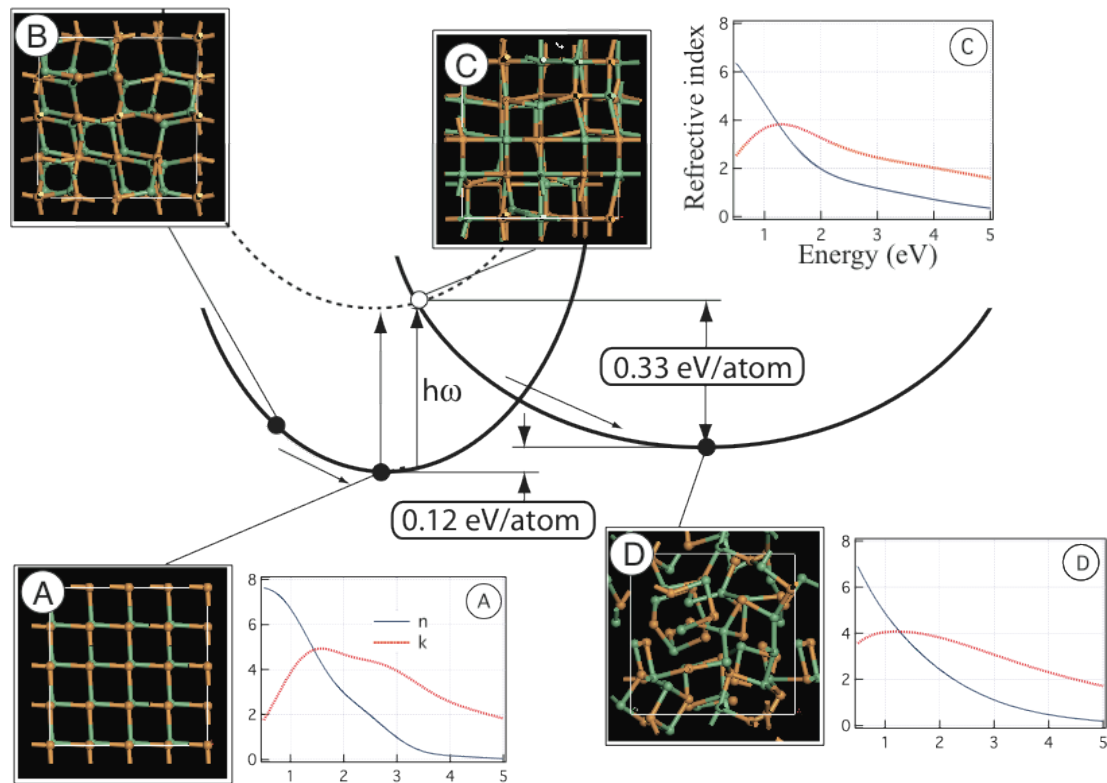 B
C
8
6
4
2
0
1 2 3 4 5
Refrective index
Energy (eV)
C
0.33 eV/atom
hω
0.12 eV/atom
A
8
6
4
2
0
1 2 3 4 5
n
k
A
D
8
6
4
2
0
1 2 3 4 5
D